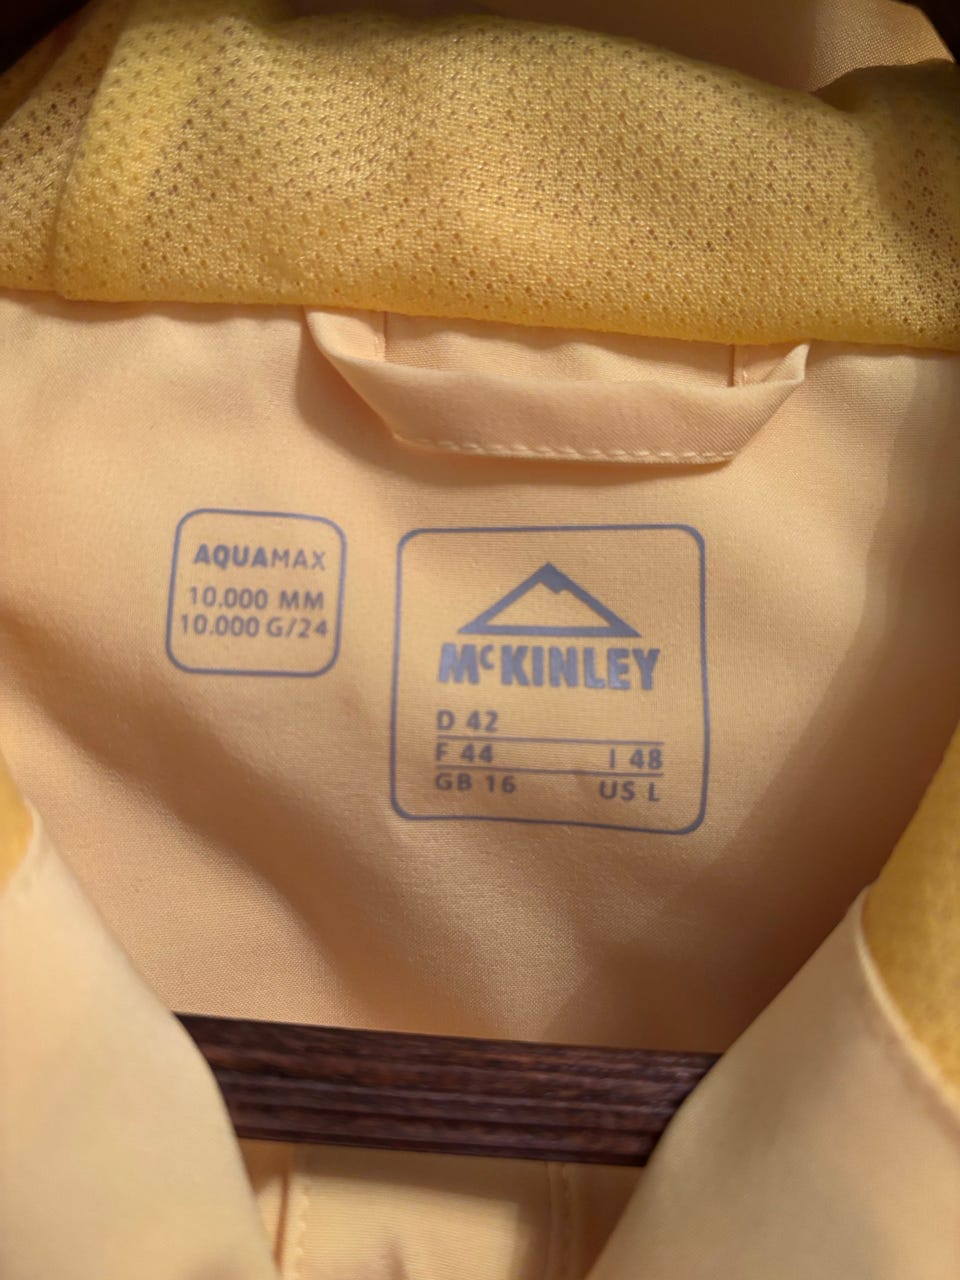 AQUAMAX
10.000 MM
10.000 G/24
McKINLEY
D 42
F 44 I 48
GB 16 US L